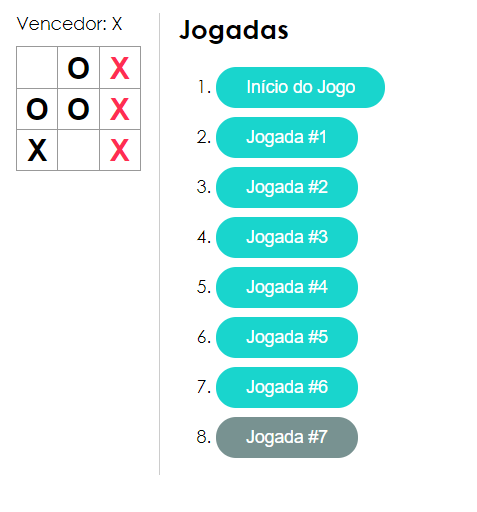 Vencedor: X
O X
O O X
X X
Jogadas
1. Início do Jogo
2. Jogada #1
3. Jogada #2
4. Jogada #3
5. Jogada #4
6. Jogada #5
7. Jogada #6
8. Jogada #7